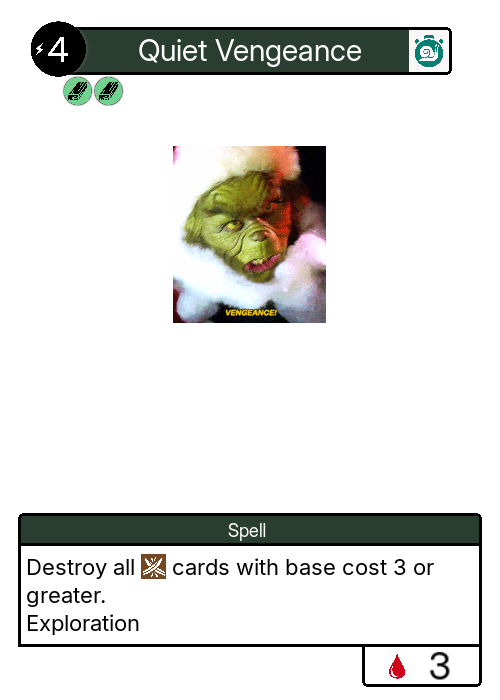 4
Quiet Vengeance
VENGEANCE!
Spell
Destroy all cards with base cost 3 or
greater.
Exploration
3